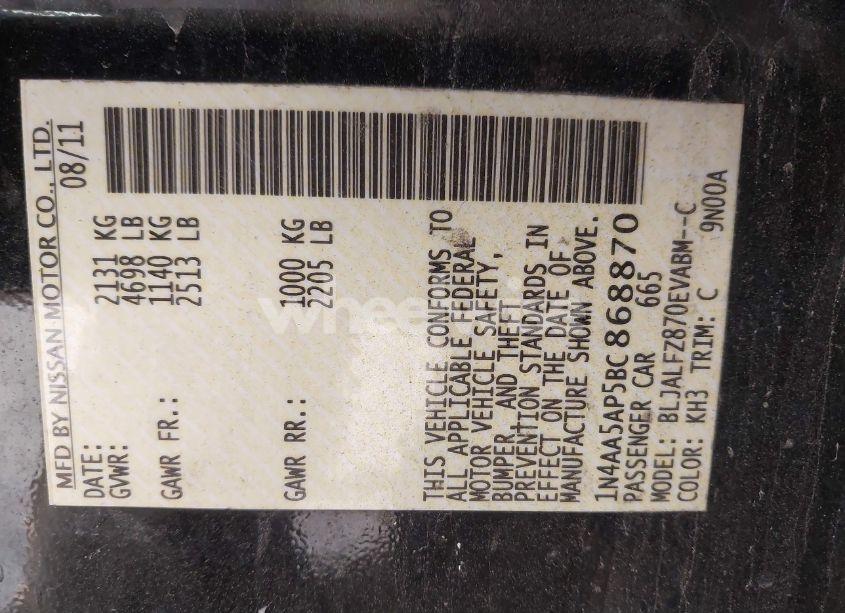 MFD BY NISSAN MOTOR CO., LTD.
DATE: 08/11
GVWR: 2131 KG
4698 LB
GAWR FR.: 1140 KG
2513 LB
GAWR RR.: 1000 KG
2205 LB
THIS VEHICLE CONFORMS TO
ALL APPLICABLE FEDERAL
MOTOR VEHICLE SAFETY,
BUMPER, AND THEFT
PREVENTION STANDARDS IN
EFFECT ON THE DATE OF
MANUFACTURE SHOWN ABOVE.
1N4AA5AP5BC868870
PASSENGER CAR 665
MODEL: BLJALFZ870EVABM--C
COLOR: KH3 TRIM: C 9N00A